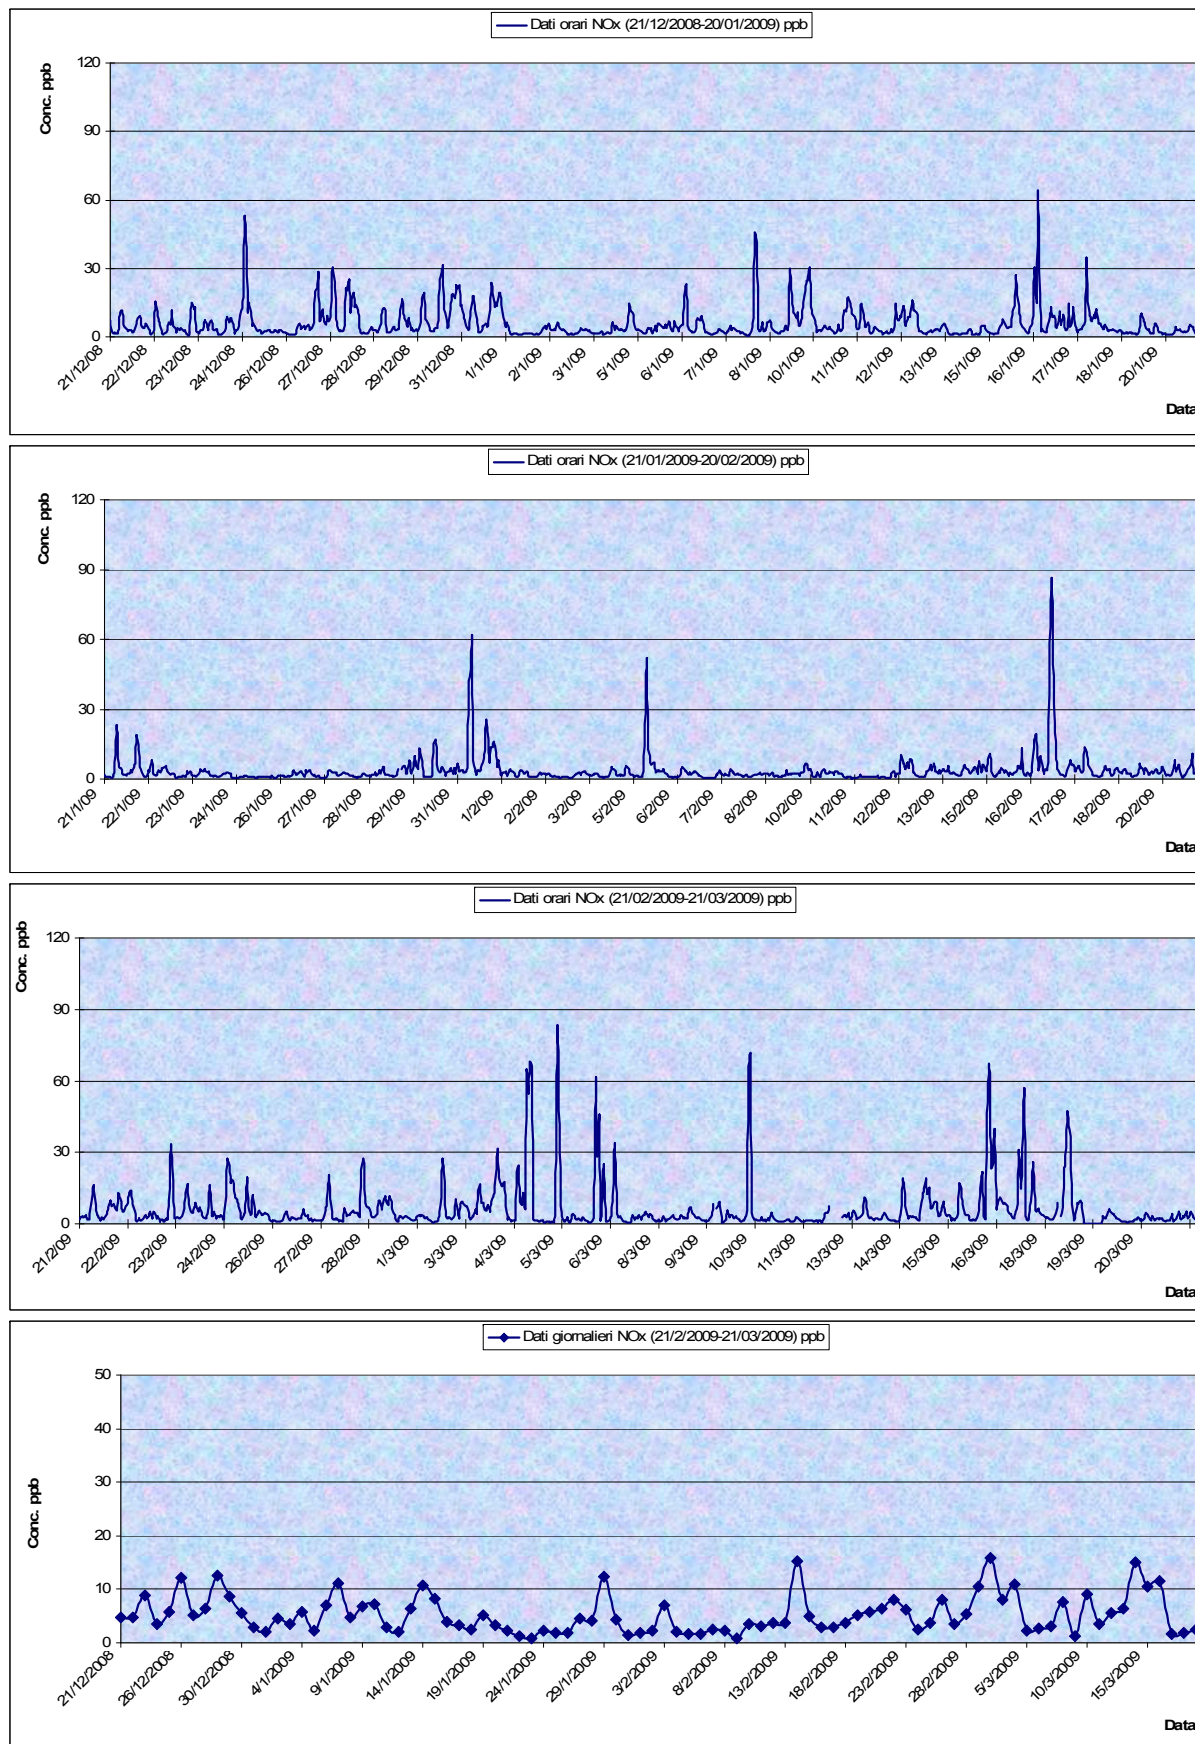 Dati orari NOx (21/12/2008-20/01/2009) ppb
Conc. ppb
120
90
60
30
0
21/12/08 22/12/08 23/12/08 24/12/08 26/12/08 27/12/08 28/12/08 29/12/08 31/12/08 1/1/09 2/1/09 3/1/09 5/1/09 6/1/09 7/1/09 8/1/09 10/1/09 11/1/09 12/1/09 13/1/09 15/1/09 16/1/09 17/1/09 18/1/09 20/1/09
Data
Dati orari NOx (21/01/2009-20/02/2009) ppb
Conc. ppb
120
90
60
30
0
21/1/09 22/1/09 23/1/09 24/1/09 26/1/09 27/1/09 28/1/09 29/1/09 31/1/09 1/2/09 2/2/09 3/2/09 5/2/09 6/2/09 7/2/09 8/2/09 10/2/09 11/2/09 12/2/09 13/2/09 15/2/09 16/2/09 17/2/09 18/2/09 20/2/09
Data
Dati orari NOx (21/02/2009-21/03/2009) ppb
Conc. ppb
120
90
60
30
0
21/2/09 22/2/09 23/2/09 24/2/09 26/2/09 27/2/09 28/2/09 1/3/09 3/3/09 4/3/09 5/3/09 6/3/09 8/3/09 9/3/09 10/3/09 11/3/09 13/3/09 14/3/09 15/3/09 16/3/09 18/3/09 19/3/09 20/3/09
Data
Dati giornalieri NOx (21/2/2009-21/03/2009) ppb
Conc. ppb
50
40
30
20
10
0
21/12/2008 26/12/2008 30/12/2008 4/1/2009 9/1/2009 14/1/2009 19/1/2009 24/1/2009 29/1/2009 3/2/2009 8/2/2009 13/2/2009 18/2/2009 23/2/2009 28/2/2009 5/3/2009 10/3/2009 15/3/2009
Data